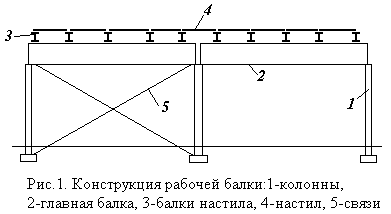 4
3
2
5
1
Рис.1. Конструкция рабочей балки:1-колонны,
2-главная балка, 3-балки настила, 4-настил, 5-связи